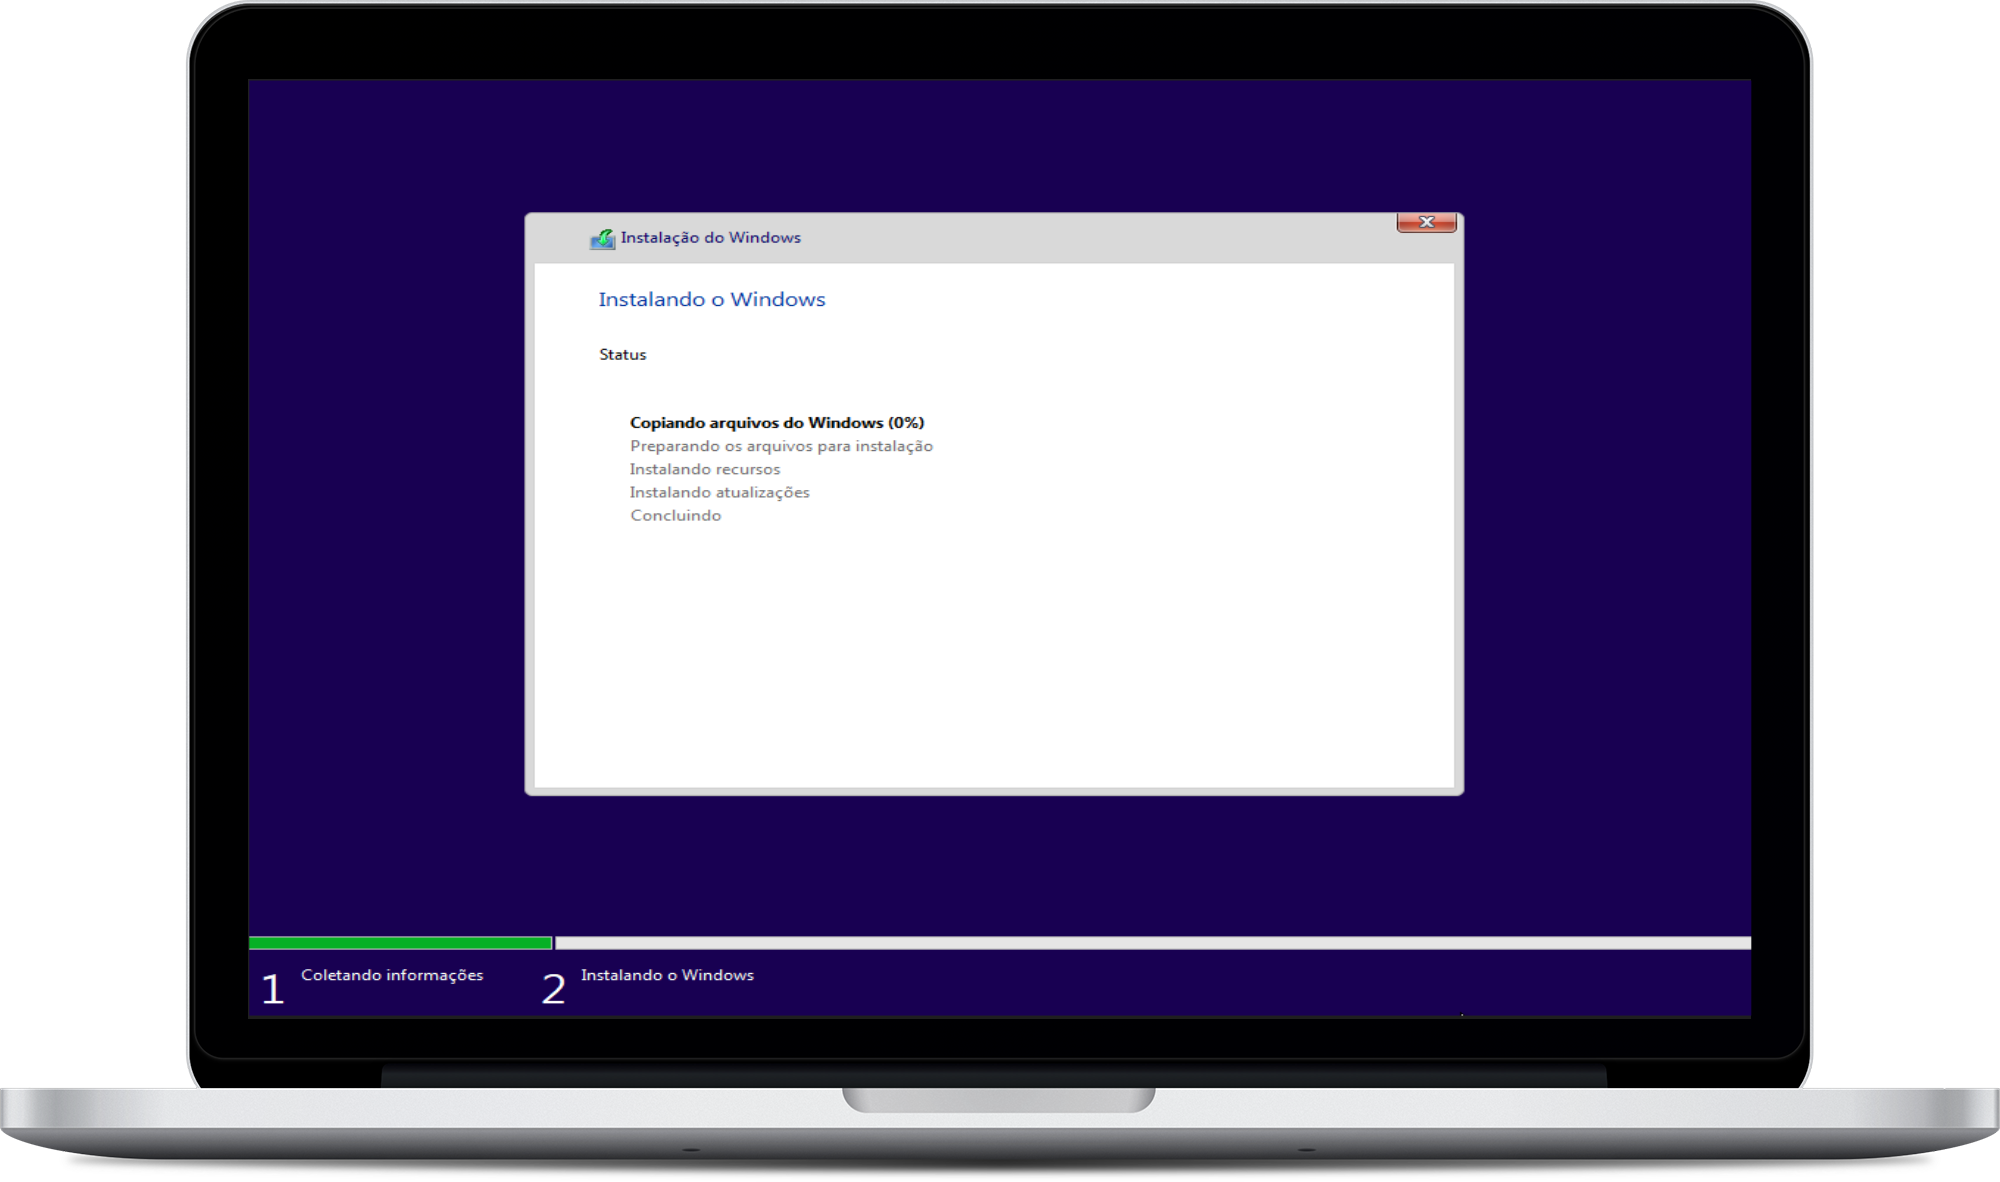 Instalação do Windows
Instalando o Windows
Status
Copiando arquivos do Windows (0%)
Preparando os arquivos para instalação
Instalando recursos
Instalando atualizações
Concluindo
1 Coletando informações
2 Instalando o Windows